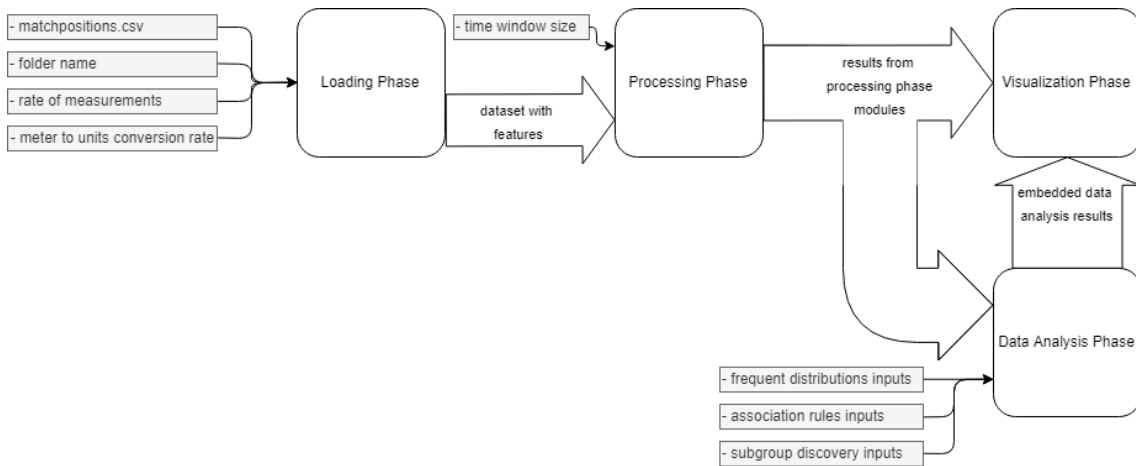 - matchpositions.csv
- folder name
- rate of measurements
- meter to units conversion rate
Loading Phase
dataset with
features
- time window size
Processing Phase
results from
processing phase
modules
Visualization Phase
embedded data
analysis results
Data Analysis Phase
- frequent distributions inputs
- association rules inputs
- subgroup discovery inputs